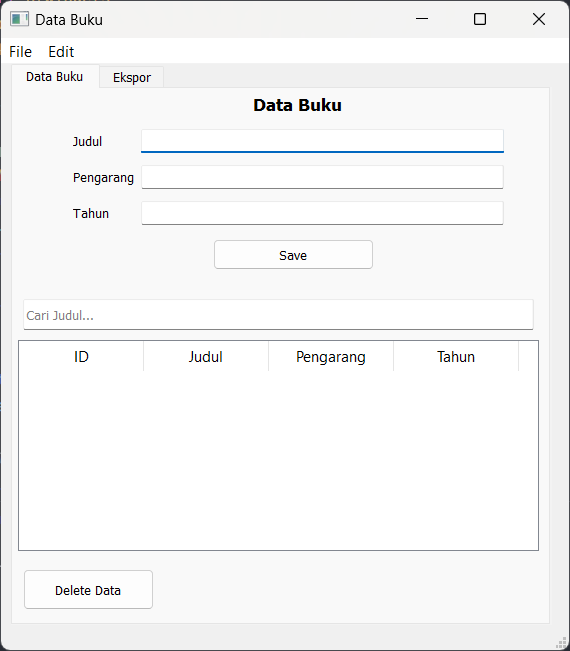 Data Buku
File Edit
Data Buku Ekspor
Data Buku
Judul
Pengarang
Tahun
Save
Cari Judul...
ID Judul Pengarang Tahun
Delete Data